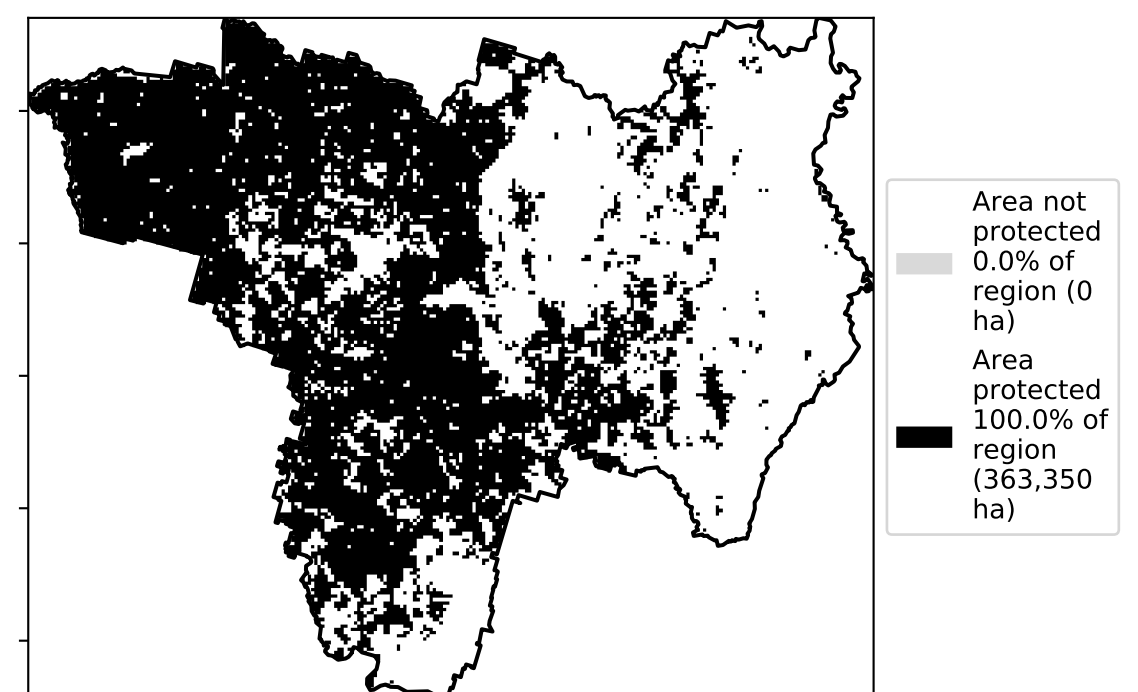 Area not
protected
0.0% of
region (0
ha)
Area
protected
100.0% of
region
(363,350
ha)